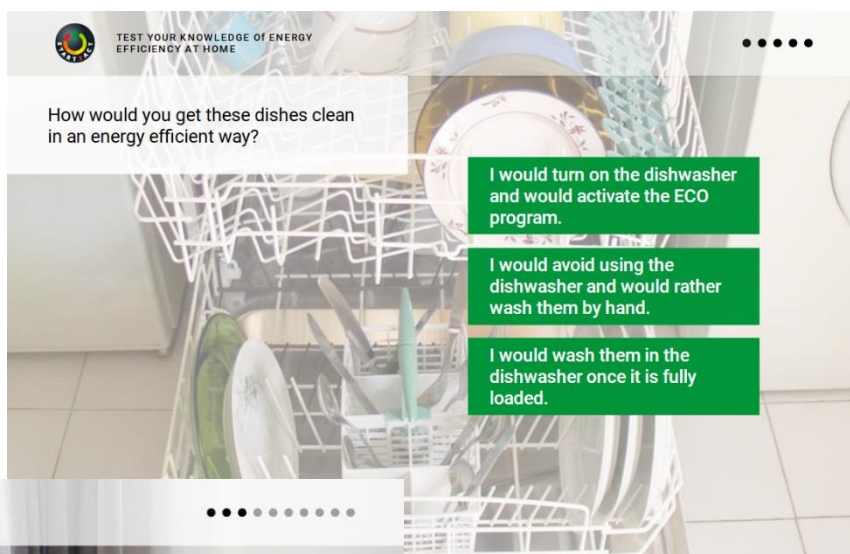 START2ACT
TEST YOUR KNOWLEDGE Of ENERGY
EFFICIENCY AT HOME
How would you get these dishes clean
in an energy efficient way?
I would turn on the dishwasher
and would activate the ECO
program.
I would avoid using the
dishwasher and would rather
wash them by hand.
I would wash them in the
dishwasher once it is fully
loaded.